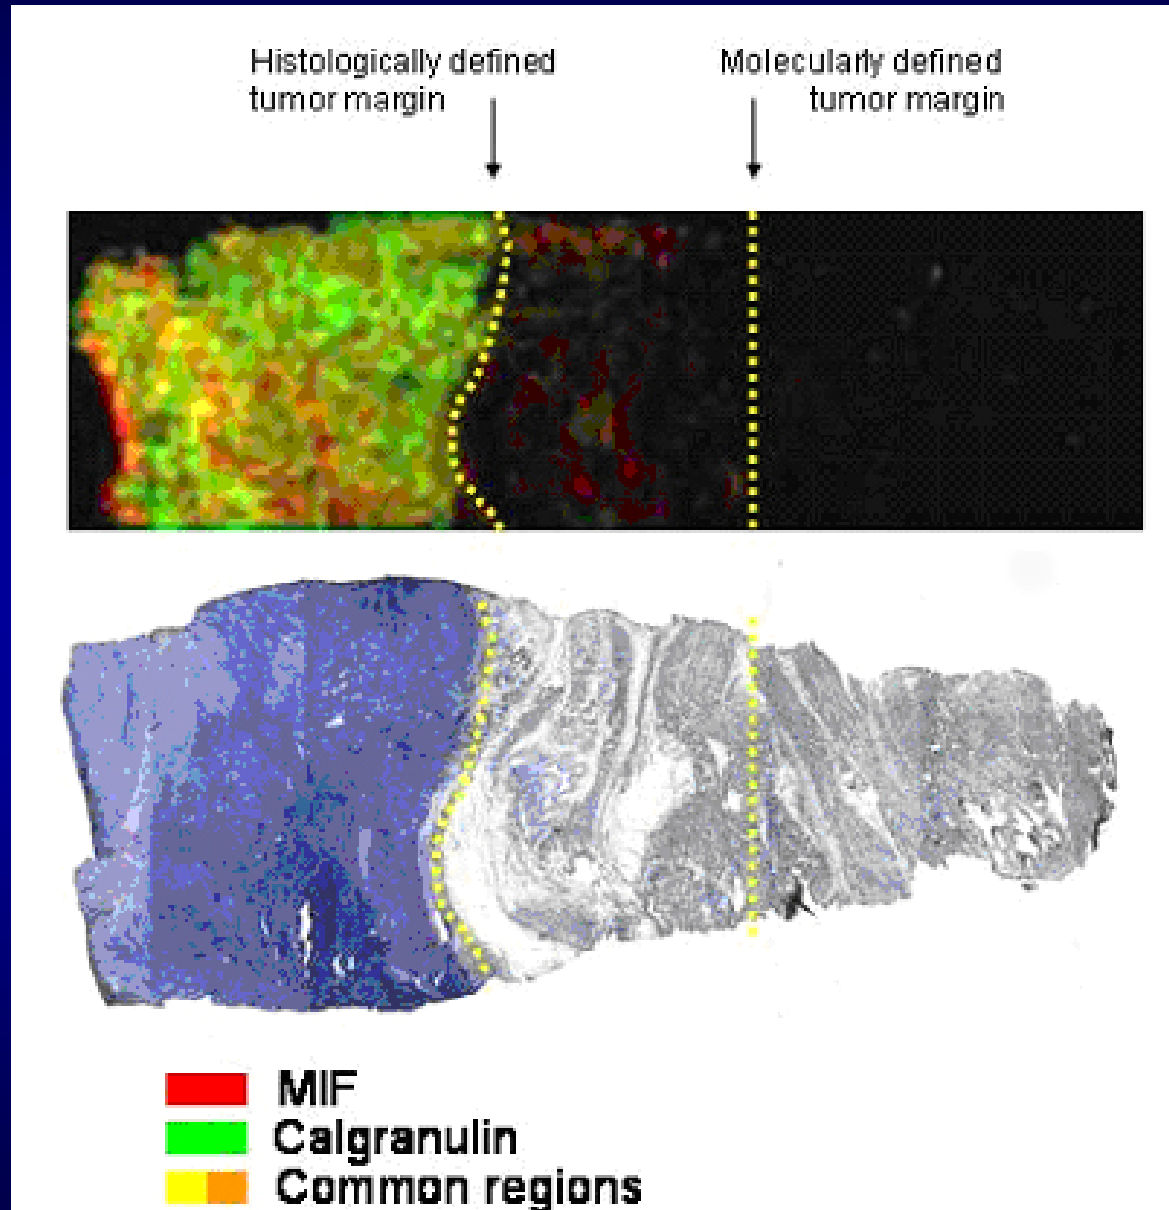 Histologically defined
tumor margin
Molecularly defined
tumor margin
MIF
Calgranulin
Common regions